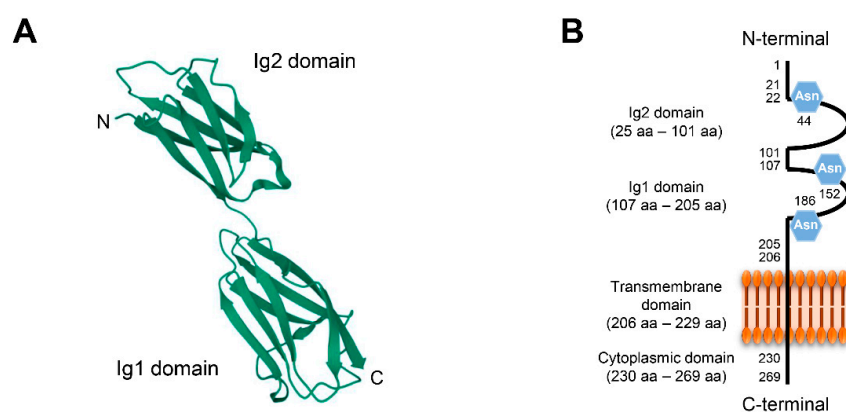 A
Ig2 domain
N
Ig1 domain
C
B
N-terminal
1
21
22
Asn
44
Ig2 domain
(25 aa – 101 aa)
101
107
Asn
152
Ig1 domain
(107 aa – 205 aa)
186
Asn
205
206
Transmembrane
domain
(206 aa – 229 aa)
Cytoplasmic domain
(230 aa – 269 aa)
230
269
C-terminal